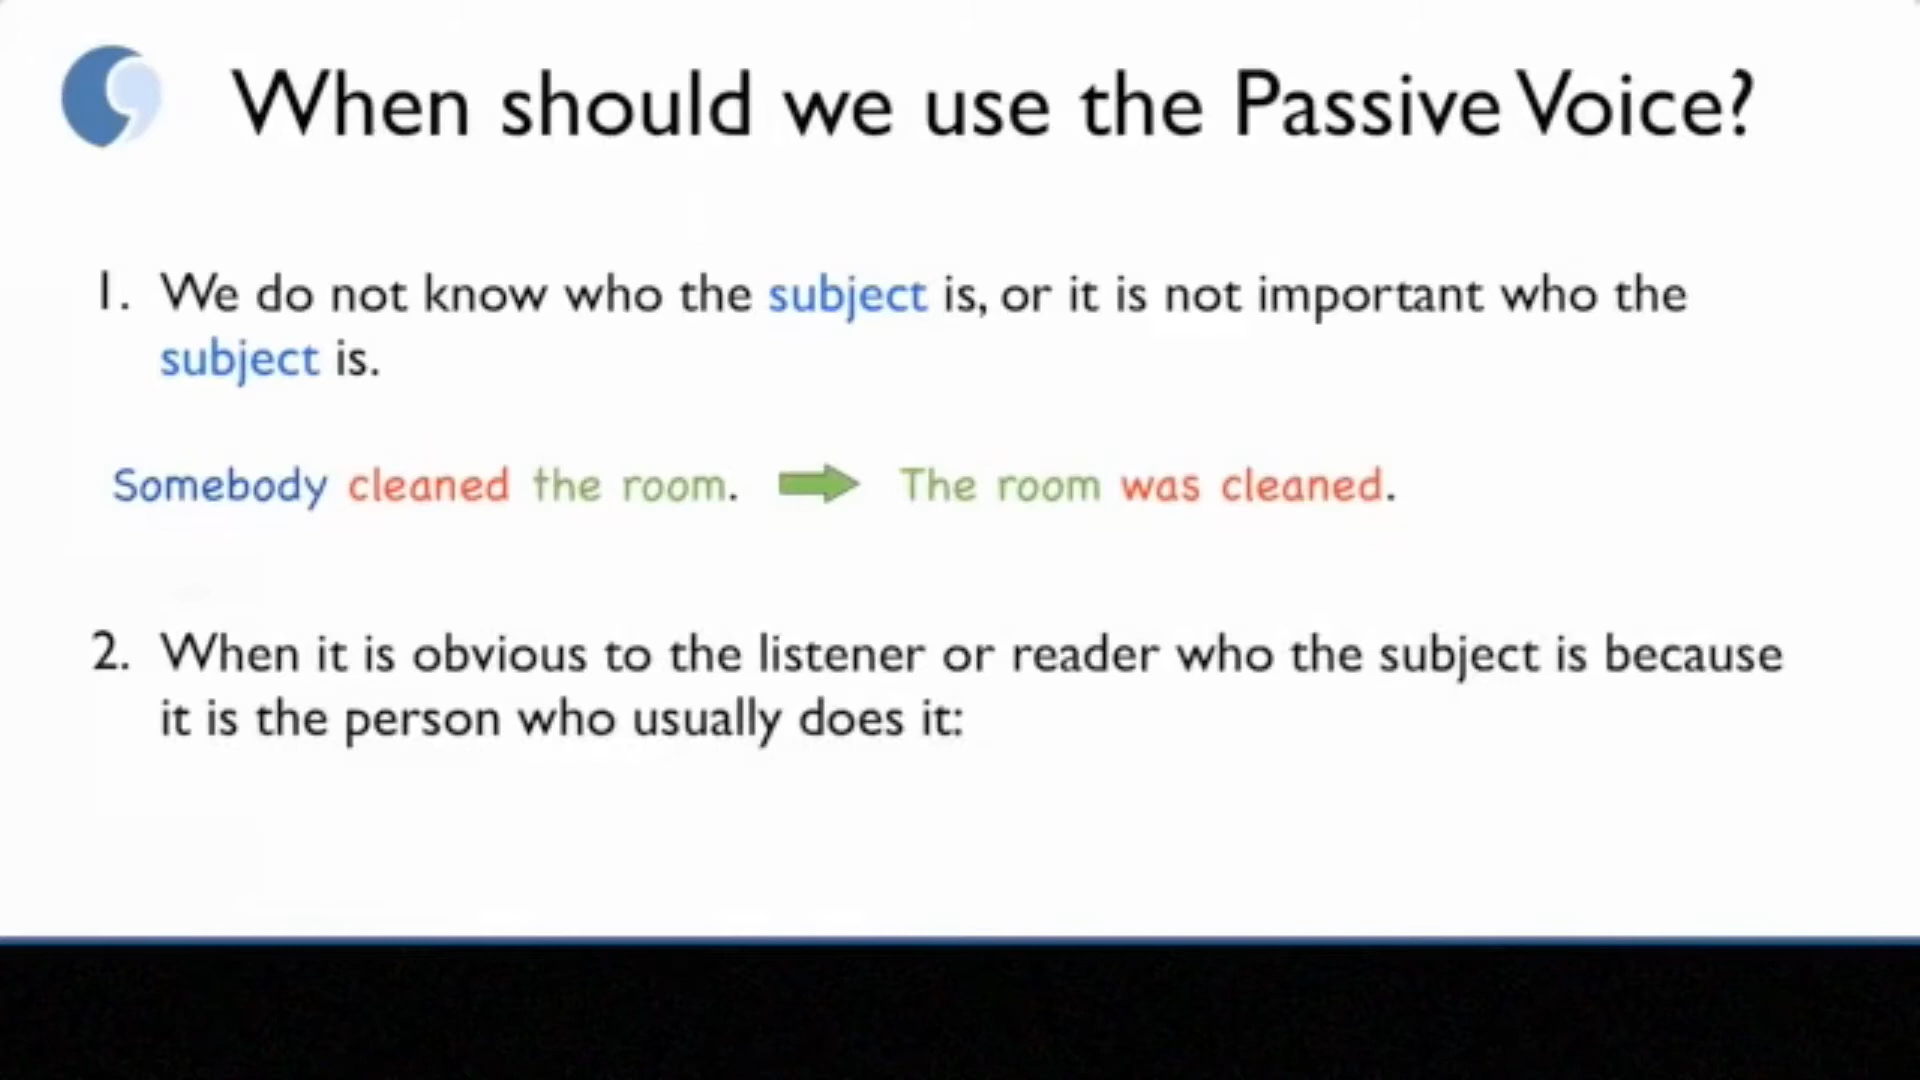 When should we use the Passive Voice?
1. We do not know who the subject is, or it is not important who the
subject is.
Somebody cleaned the room. The room was cleaned.
2. When it is obvious to the listener or reader who the subject is because
it is the person who usually does it: